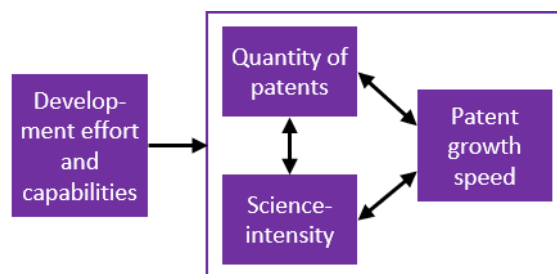 Develop-
ment effort
and
capabilities
Quantity of
patents
Science-
intensity
Patent
growth
speed